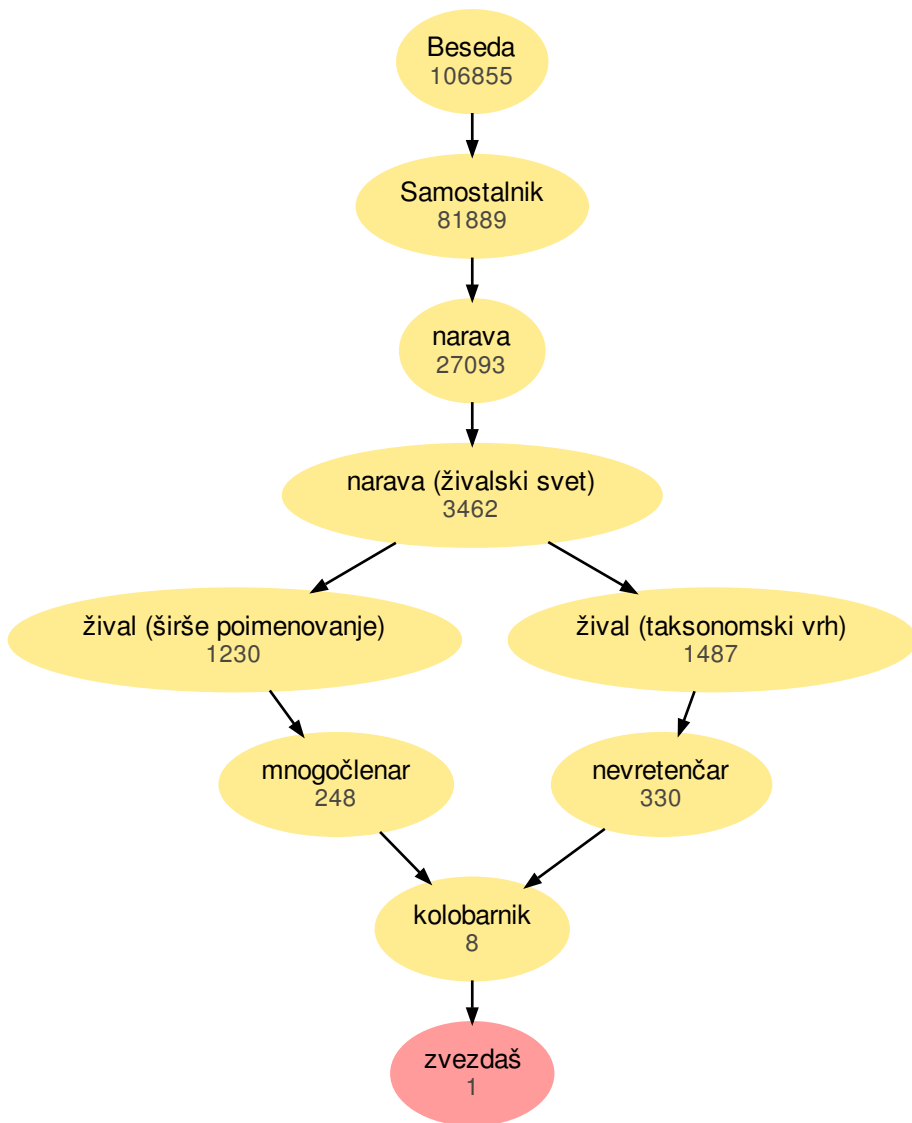 Beseda
106855
Samostalnik
81889
narava
27093
narava (živalski svet)
3462
žival (širše poimenovanje)
1230
žival (taksonomski vrh)
1487
mnogočlenar
248
nevretenčar
330
kolobarnik
8
zvezdaš
1